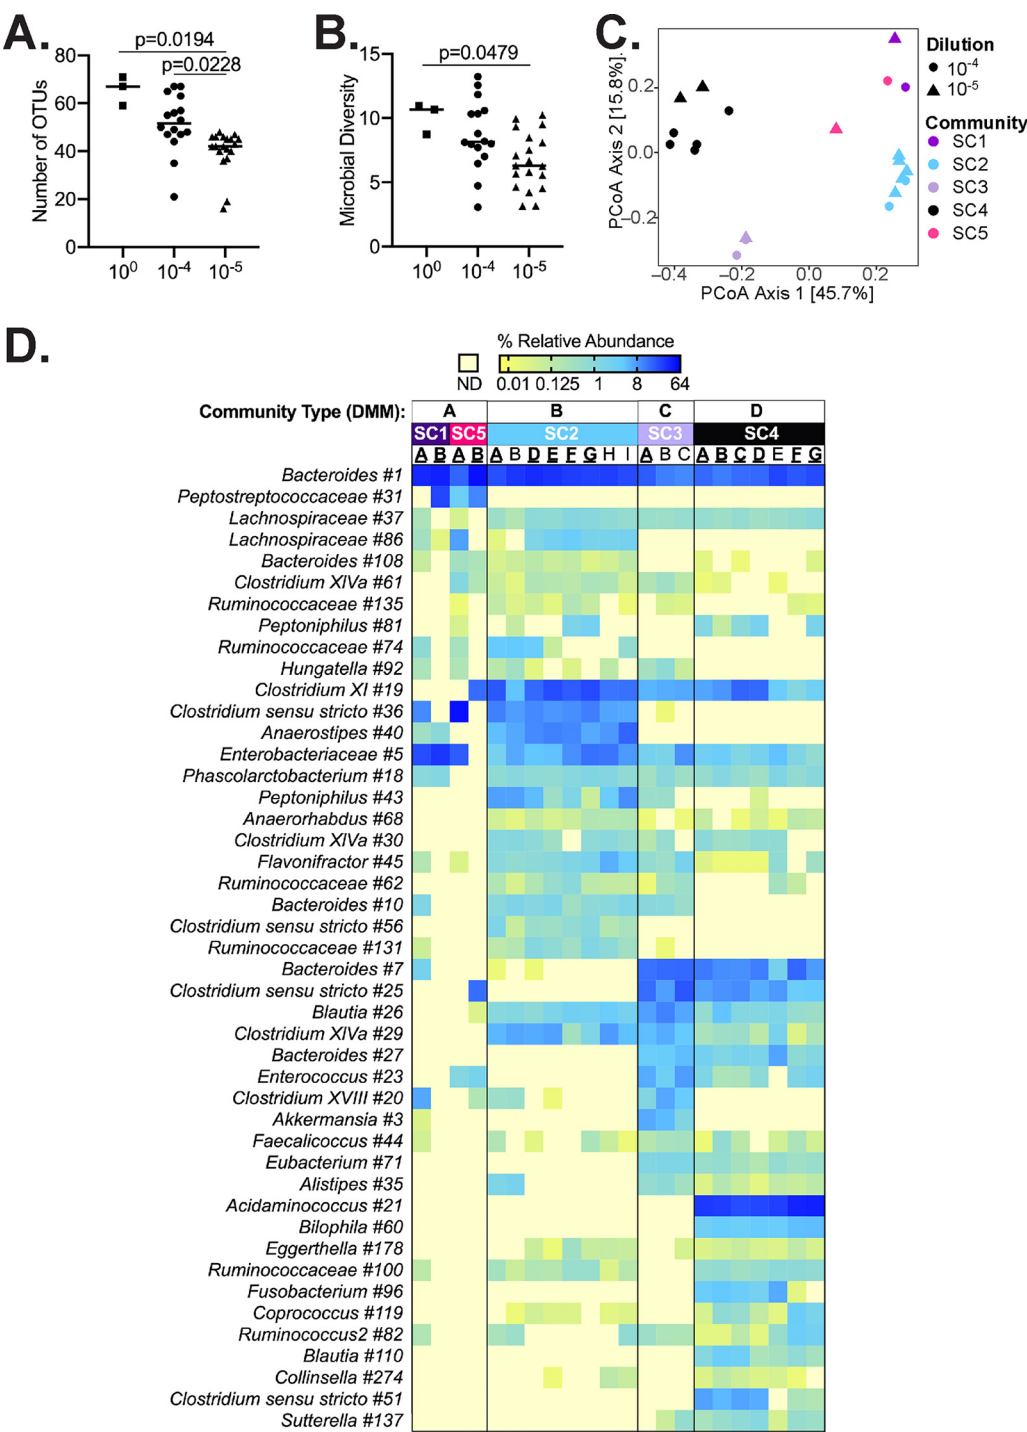 A.
B.
C.
p=0.0194
p=0.0228
Number of OTUs
80
60
40
20
0
10⁰ 10⁻⁴ 10⁻⁵
p=0.0479
Microbial Diversity
15
10
5
0
10⁰ 10⁻⁴ 10⁻⁵
PCoA Axis 2 [15.8%]
0.2
0.0
−0.2
−0.4 −0.2 0.0 0.2
PCoA Axis 1 [45.7%]
Dilution
10⁻⁴
10⁻⁵
Community
SC1
SC2
SC3
SC4
SC5
D.
% Relative Abundance
ND 0.01 0.125 1 8 64
Community Type (DMM): A B C D
SC1 SC5 SC2 SC3 SC4
A B A B A B D E F G H I A B C A B C D E F G
Bacteroides #1
Peptostreptococcaceae #31
Lachnospiraceae #37
Lachnospiraceae #86
Bacteroides #108
Clostridium XIVa #61
Ruminococcaceae #135
Peptoniphilus #81
Ruminococcaceae #74
Hungatella #92
Clostridium XI #19
Clostridium sensu stricto #36
Anaerostipes #40
Enterobacteriaceae #5
Phascolarctobacterium #18
Peptoniphilus #43
Anaerorhabdus #68
Clostridium XIVa #30
Flavonifractor #45
Ruminococcaceae #62
Bacteroides #10
Clostridium sensu stricto #56
Ruminococcaceae #131
Bacteroides #7
Clostridium sensu stricto #25
Blautia #26
Clostridium XIVa #29
Bacteroides #27
Enterococcus #23
Clostridium XVIII #20
Akkermansia #3
Faecalicoccus #44
Eubacterium #71
Alistipes #35
Acidaminococcus #21
Bilophila #60
Eggerthella #178
Ruminococcaceae #100
Fusobacterium #96
Coprococcus #119
Ruminococcus2 #82
Blautia #110
Collinsella #274
Clostridium sensu stricto #51
Sutterella #137